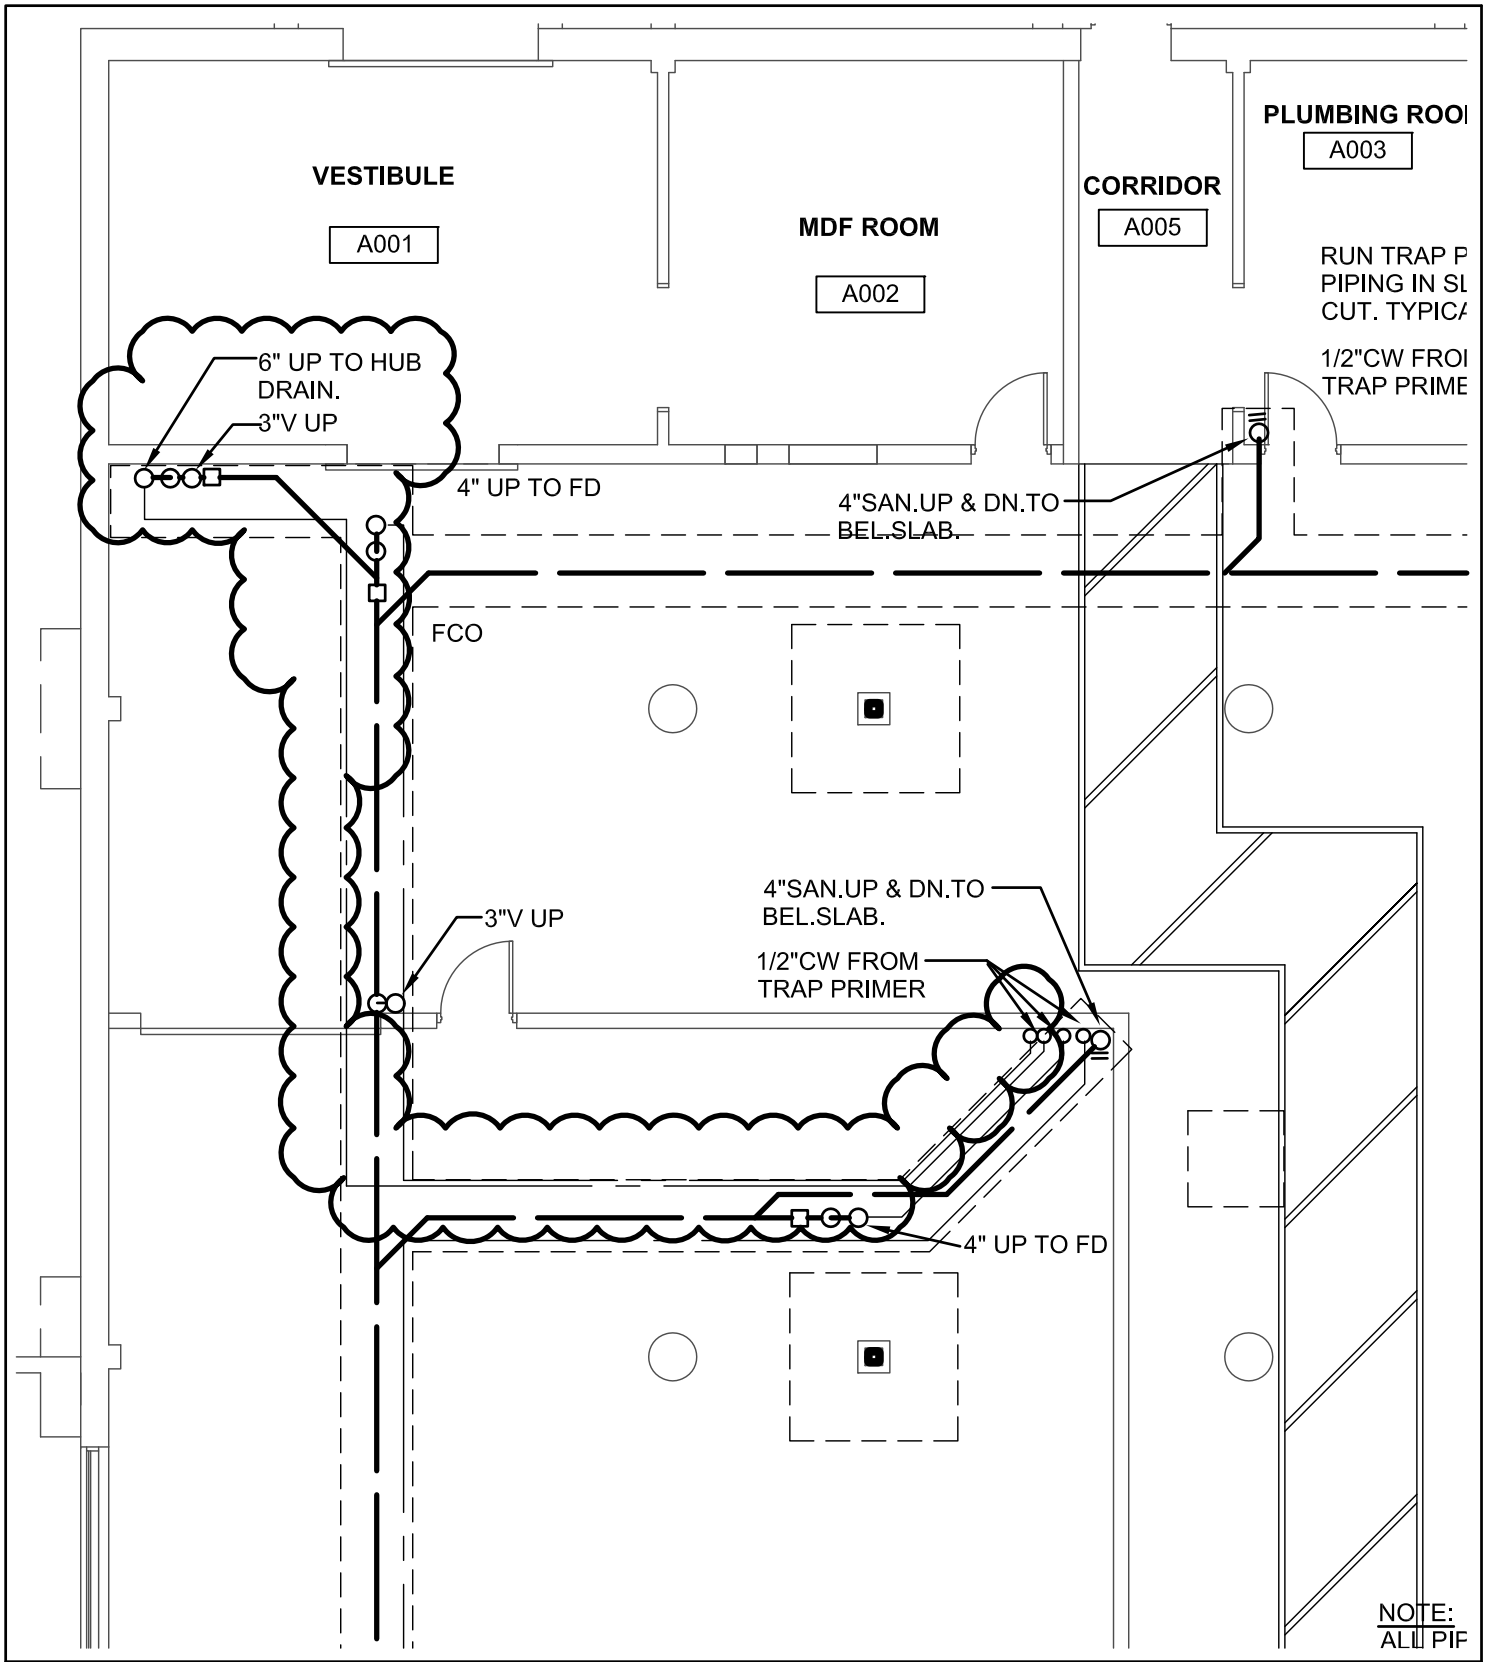 PLUMBING ROO
A003
VESTIBULE
A001
CORRIDOR
A005
MDF ROOM
A002
RUN TRAP P
PIPING IN SL
CUT. TYPICA
1/2"CW FRO
TRAP PRIME
6" UP TO HUB
DRAIN.
3"V UP
4" UP TO FD
4"SAN.UP & DN.TO
BEL.SLAB.
FCO
4"SAN.UP & DN.TO
BEL.SLAB.
3"V UP
1/2"CW FROM
TRAP PRIMER
4" UP TO FD
NOTE:
ALL PIP